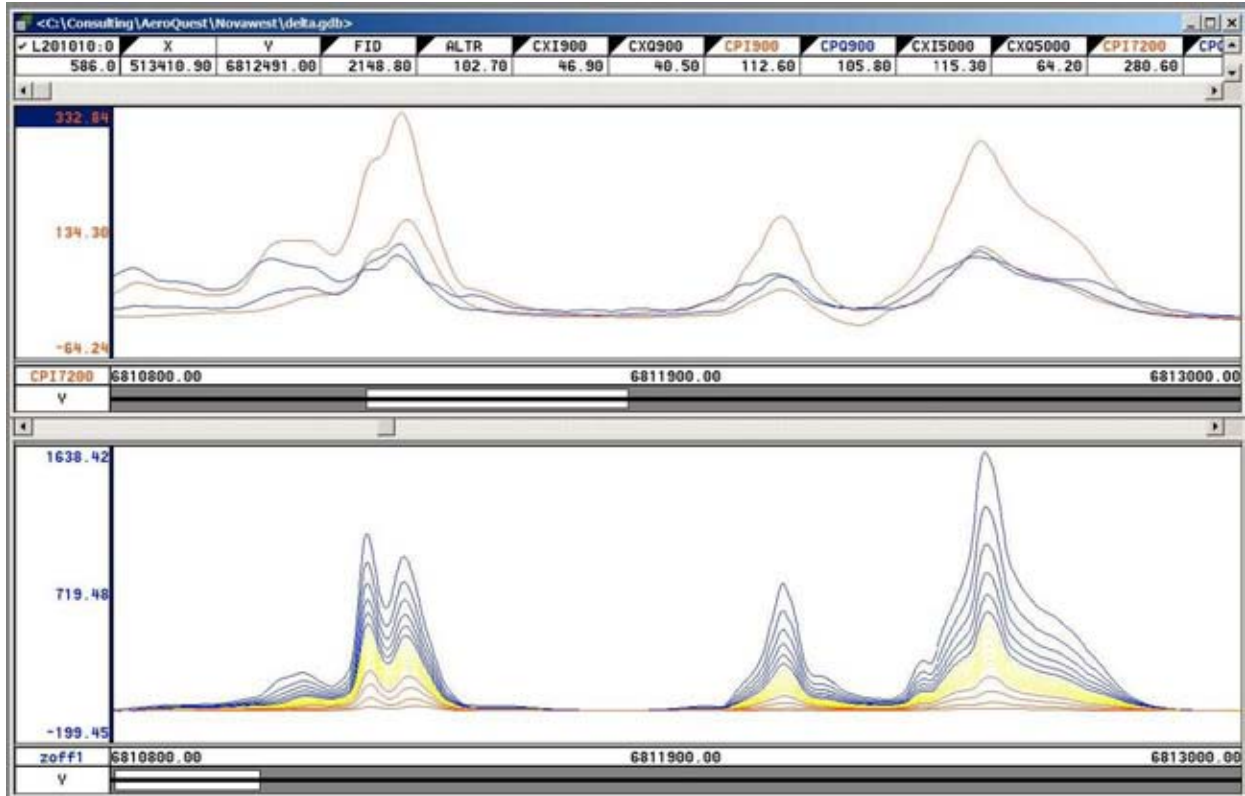 <C:\Consulting\AeroQuest\Novawest\delta.gdb>
L201010:0 X Y FID ALTR CXI900 CXQ900 CPI900 CPQ900 CXI5000 CXQ5000 CPI7200 CPQ
586.0 513410.90 6812491.00 2148.80 102.70 46.90 40.50 112.60 105.80 115.30 64.20 280.60
332.84
134.30
-64.24
CPI7200 6810800.00 6811900.00 6813000.00
Y
1638.42
719.48
-199.45
zoff1 6810800.00 6811900.00 6813000.00
Y